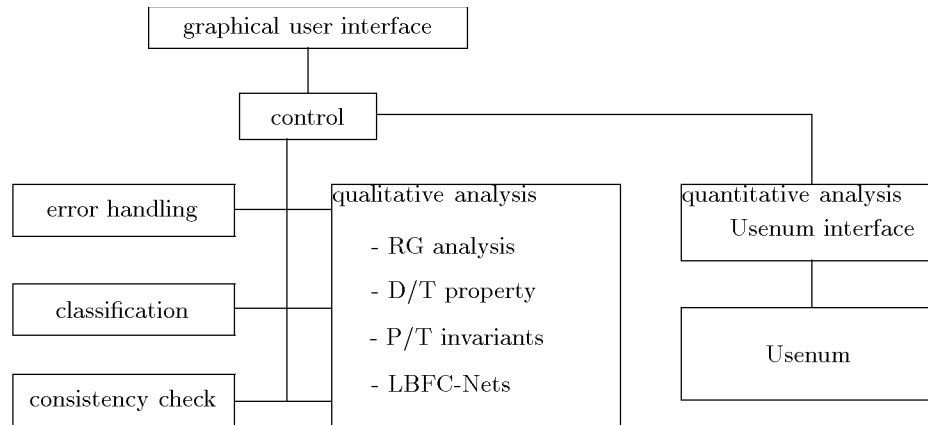 graphical user interface
control
error handling
classification
consistency check
qualitative analysis
- RG analysis
- D/T property
- P/T invariants
- LBFC-Nets
quantitative analysis
Usenum interface
Usenum